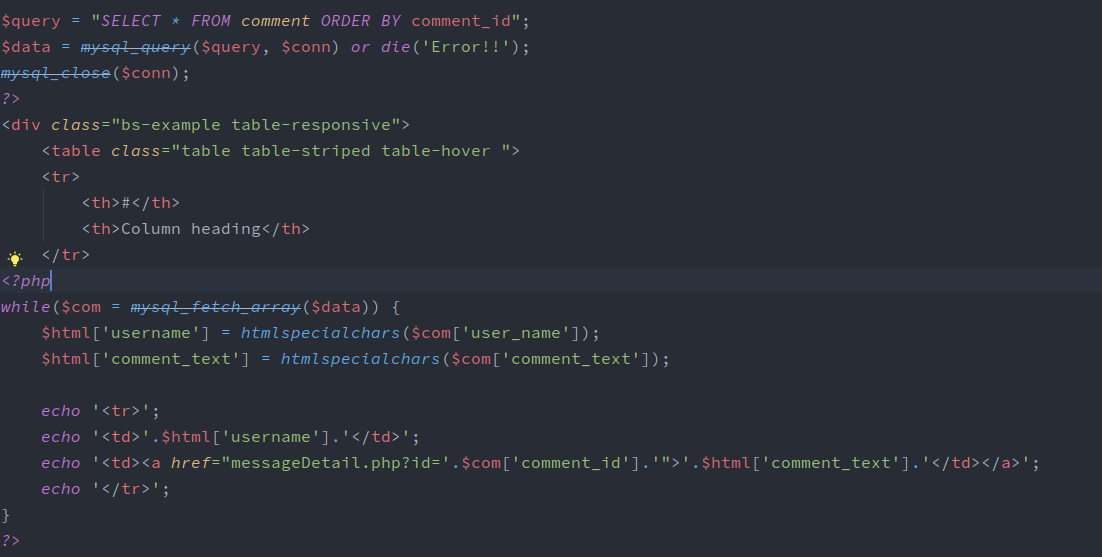 $query = "SELECT * FROM comment ORDER BY comment_id";
$data = mysql_query($query, $conn) or die('Error!!');
mysql_close($conn);
?>
<div class="bs-example table-responsive">
    <table class="table table-striped table-hover ">
    <tr>
        <th>#</th>
        <th>Column heading</th>
    </tr>
<?php
while($com = mysql_fetch_array($data)) {
    $html['username'] = htmlspecialchars($com['user_name']);
    $html['comment_text'] = htmlspecialchars($com['comment_text']);

    echo '<tr>';
    echo '<td>'.$html['username'].'</td>';
    echo '<td><a href="messageDetail.php?id='.$com['comment_id'].'">'.$html['comment_text'].'</td></a>';
    echo '</tr>';
}
?>